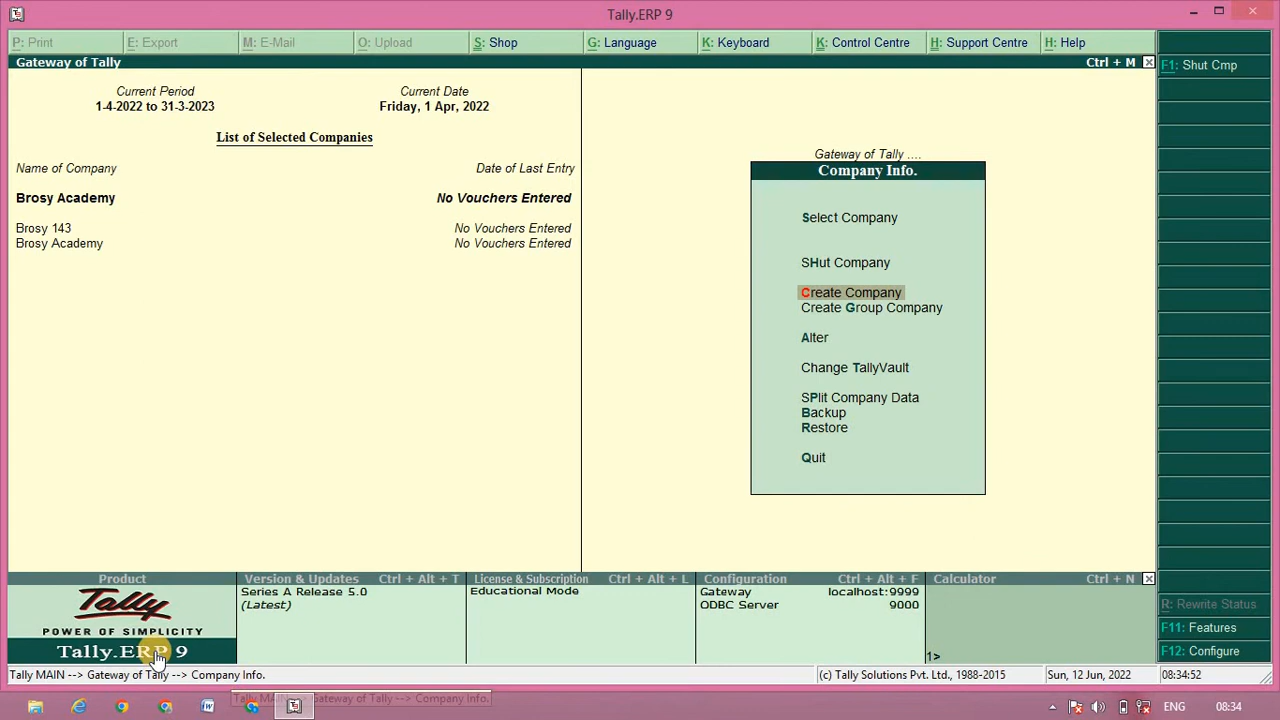 Tally.ERP 9
P: Print
E: Export
M: E-Mail
O: Upload
S: Shop
G: Language
K: Keyboard
K: Control Centre
H: Support Centre
H: Help
Gateway of Tally
Ctrl + M
F1: Shut Cmp
Current Period
1-4-2022 to 31-3-2023
Current Date
Friday, 1 Apr, 2022
List of Selected Companies
Name of Company
Date of Last Entry
Brosy Academy
No Vouchers Entered
Brosy 143
No Vouchers Entered
Brosy Academy
No Vouchers Entered
Gateway of Tally ....
Company Info.
Select Company
SHut Company
Create Company
Create Group Company
Alter
Change TallyVault
SPlit Company Data
Backup
Restore
Quit
Product
Tally
POWER OF SIMPLICITY
Tally.ERP 9
Version & Updates
Ctrl + Alt + T
Series A Release 5.0
(Latest)
License & Subscription
Ctrl + Alt + L
Educational Mode
Configuration
Ctrl + Alt + F
Gateway
localhost:9999
ODBC Server
9000
Calculator
Ctrl + N
1>
R: Rewrite Status
F11: Features
F12: Configure
Tally MAIN --> Gateway of Tally --> Company Info.
(c) Tally Solutions Pvt. Ltd., 1988-2015
Sun, 12 Jun, 2022
08:34:52
Tally MAIN --> Gateway of Tally --> Company Info.
ENG
08:34